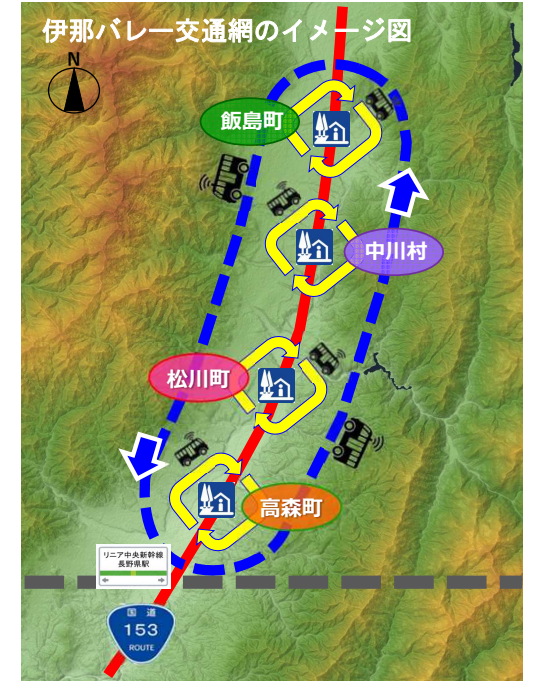 伊那バレー交通網のイメージ図
N
飯島町
中川村
松川町
高森町
リニア中央新幹線
長野県駅
国道
153
ROUTE